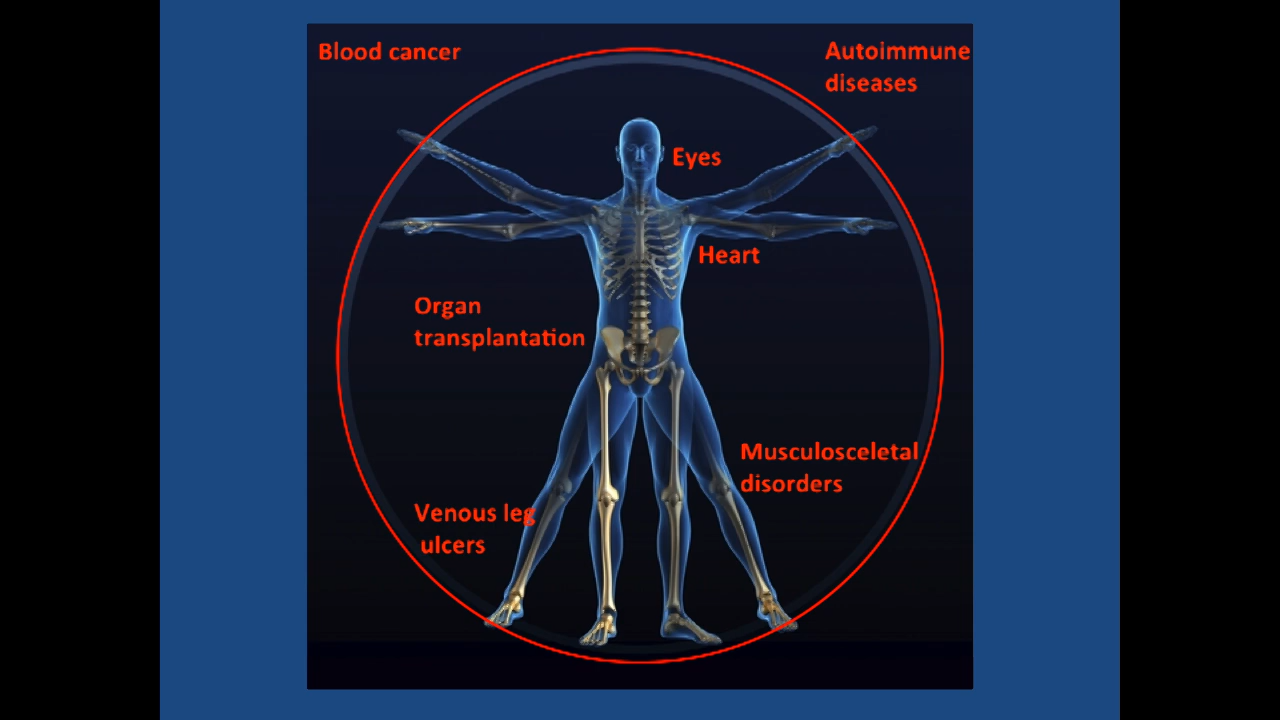 Blood cancer
Autoimmune
diseases
Eyes
Heart
Organ
transplantation
Musculosceletal
disorders
Venous leg
ulcers